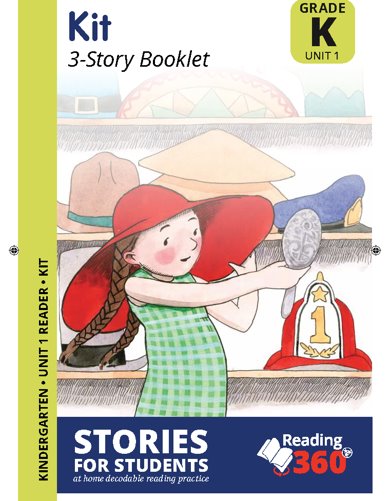 Kit
3-Story Booklet
GRADE
K
UNIT 1
1
KINDERGARTEN • UNIT 1 READER • KIT
STORIES
FOR STUDENTS
at home decodable reading practice
Reading
360